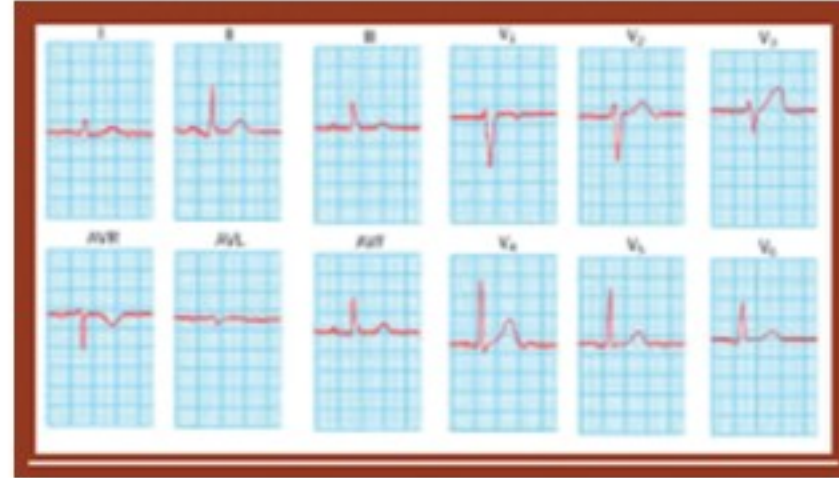 I II III V₁ V₂ V₃
AVR AVL AVF V₄ V₅ V₆